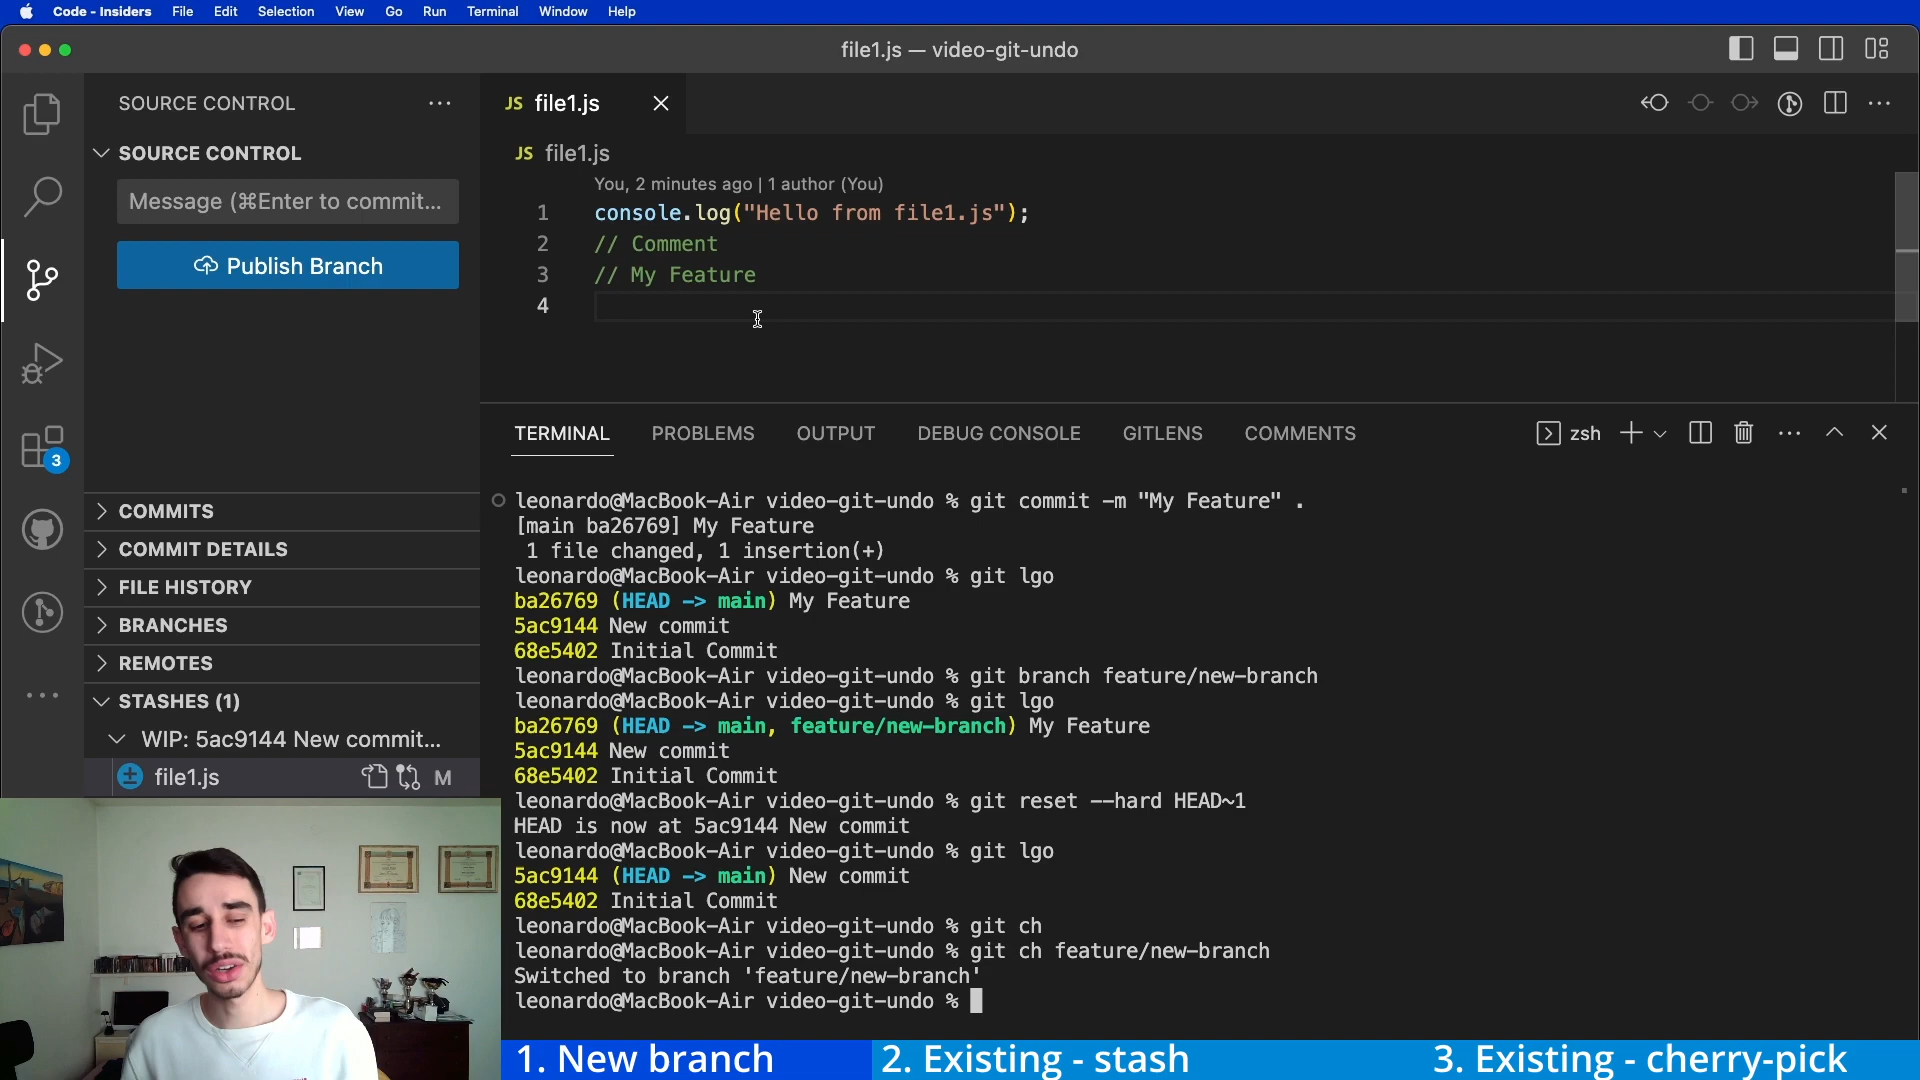 Code - Insiders File Edit Selection View Go Run Terminal Window Help
file1.js — video-git-undo
SOURCE CONTROL
JS file1.js
SOURCE CONTROL
JS file1.js
Message (⌘Enter to commit...
You, 2 minutes ago | 1 author (You)
1 console.log("Hello from file1.js");
2 // Comment
Publish Branch
3 // My Feature
4
3
TERMINAL PROBLEMS OUTPUT DEBUG CONSOLE GITLENS COMMENTS
zsh
COMMITS
COMMIT DETAILS
FILE HISTORY
BRANCHES
REMOTES
STASHES (1)
WIP: 5ac9144 New commit...
file1.js M
leonardo@MacBook-Air video-git-undo % git commit -m "My Feature" .
[main ba26769] My Feature
1 file changed, 1 insertion(+)
leonardo@MacBook-Air video-git-undo % git lgo
ba26769 (HEAD -> main) My Feature
5ac9144 New commit
68e5402 Initial Commit
leonardo@MacBook-Air video-git-undo % git branch feature/new-branch
leonardo@MacBook-Air video-git-undo % git lgo
ba26769 (HEAD -> main, feature/new-branch) My Feature
5ac9144 New commit
68e5402 Initial Commit
leonardo@MacBook-Air video-git-undo % git reset --hard HEAD~1
HEAD is now at 5ac9144 New commit
leonardo@MacBook-Air video-git-undo % git lgo
5ac9144 (HEAD -> main) New commit
68e5402 Initial Commit
leonardo@MacBook-Air video-git-undo % git ch
leonardo@MacBook-Air video-git-undo % git ch feature/new-branch
Switched to branch 'feature/new-branch'
leonardo@MacBook-Air video-git-undo %
1. New branch 2. Existing - stash 3. Existing - cherry-pick